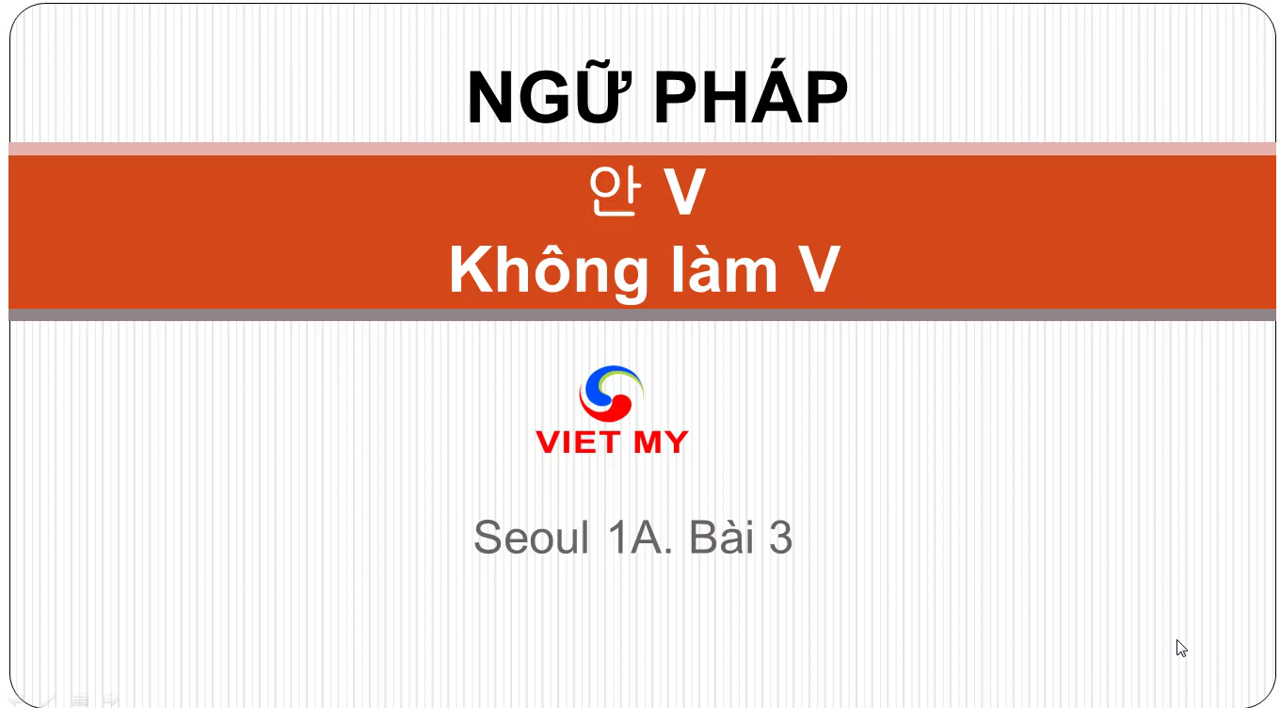 NGỮ PHÁP
안 V
Không làm V
VIET MY
Seoul 1A. Bài 3